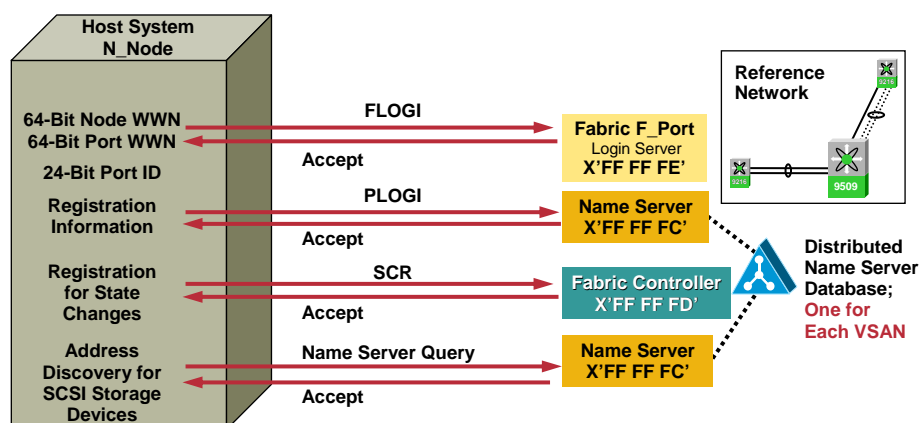 Host System
N_Node
64-Bit Node WWN
64-Bit Port WWN
24-Bit Port ID
Registration
Information
Registration
for State
Changes
Address
Discovery for
SCSI Storage
Devices
FLOGI
Accept
PLOGI
Accept
SCR
Accept
Name Server Query
Accept
Fabric F_Port
Login Server
X’FF FF FE’
Name Server
X’FF FF FC’
Fabric Controller
X’FF FF FD’
Name Server
X’FF FF FC’
Reference
Network
9216
9216
9509
Distributed
Name Server
Database;
One for
Each VSAN